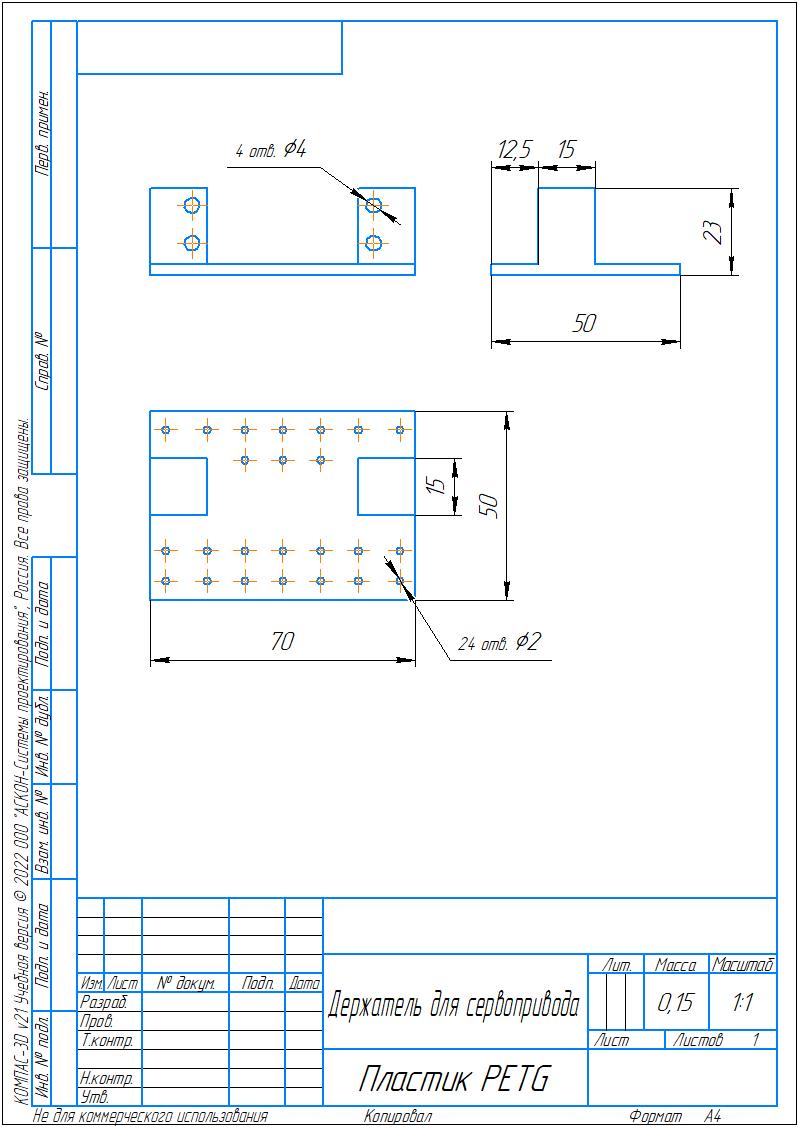 Перв. примен.
Справ. №
Подп. и дата
Инв. № дубл.
Взам. инв. №
Подп. и дата
Инв. № подл.
КОМПАС-3D v21 Учебная версия © 2022 ООО "АСКОН-Системы проектирования", Россия. Все права защищены.
4 отв. ϕ4
12,5 15
23
50
15
50
70
24 отв. ϕ2
Изм. Лист № докум. Подп. Дата
Разраб.
Пров.
Т.контр.
Н.контр.
Утв.
Держатель для сервопривода
Лит. Масса Масштаб
0,15 1:1
Лист Листов 1
Пластик PETG
Не для коммерческого использования Копировал Формат А4